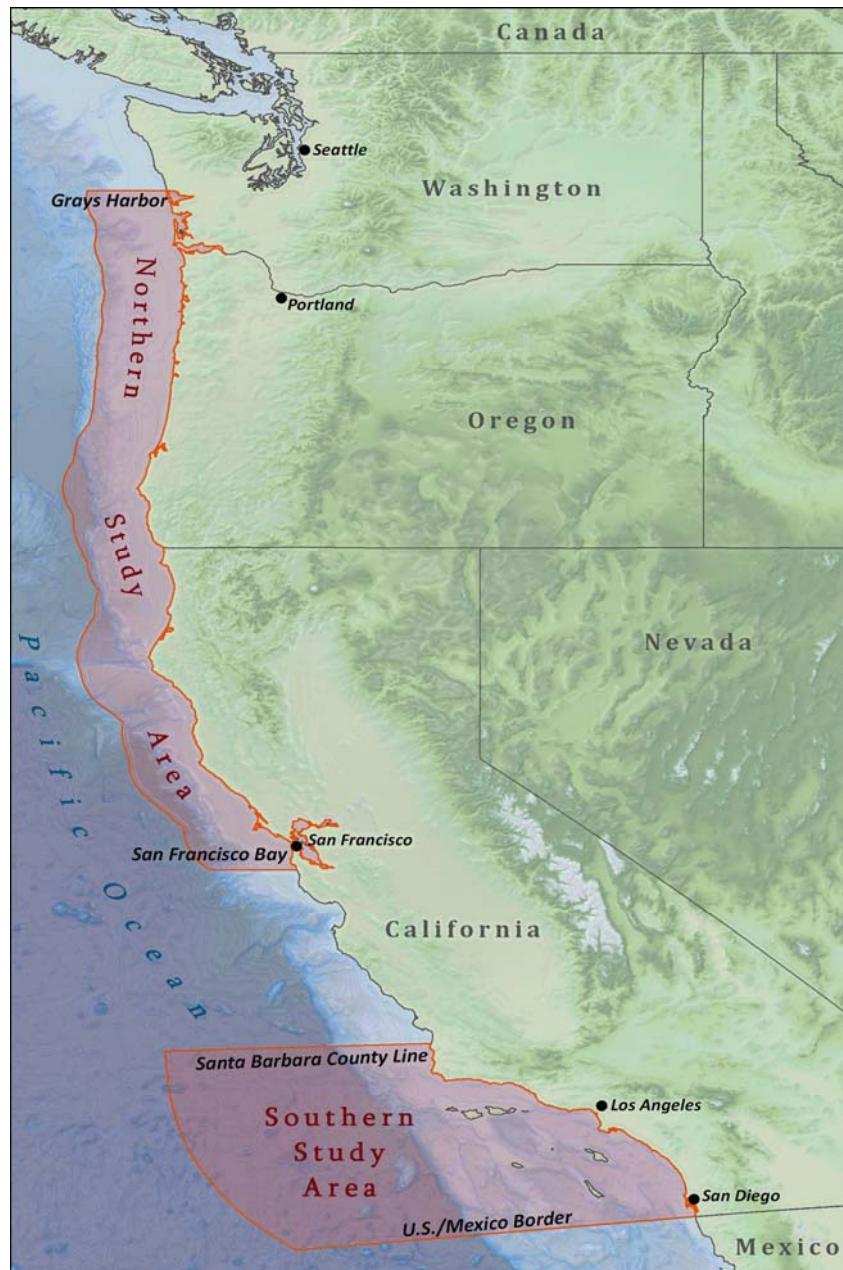 Canada
Seattle
Washington
Grays Harbor
Northern
Portland
Oregon
Study
Nevada
Pacific Ocean
Area
San Francisco
San Francisco Bay
California
Santa Barbara County Line
Los Angeles
Southern
Study
Area
San Diego
U.S./Mexico Border
Mexico